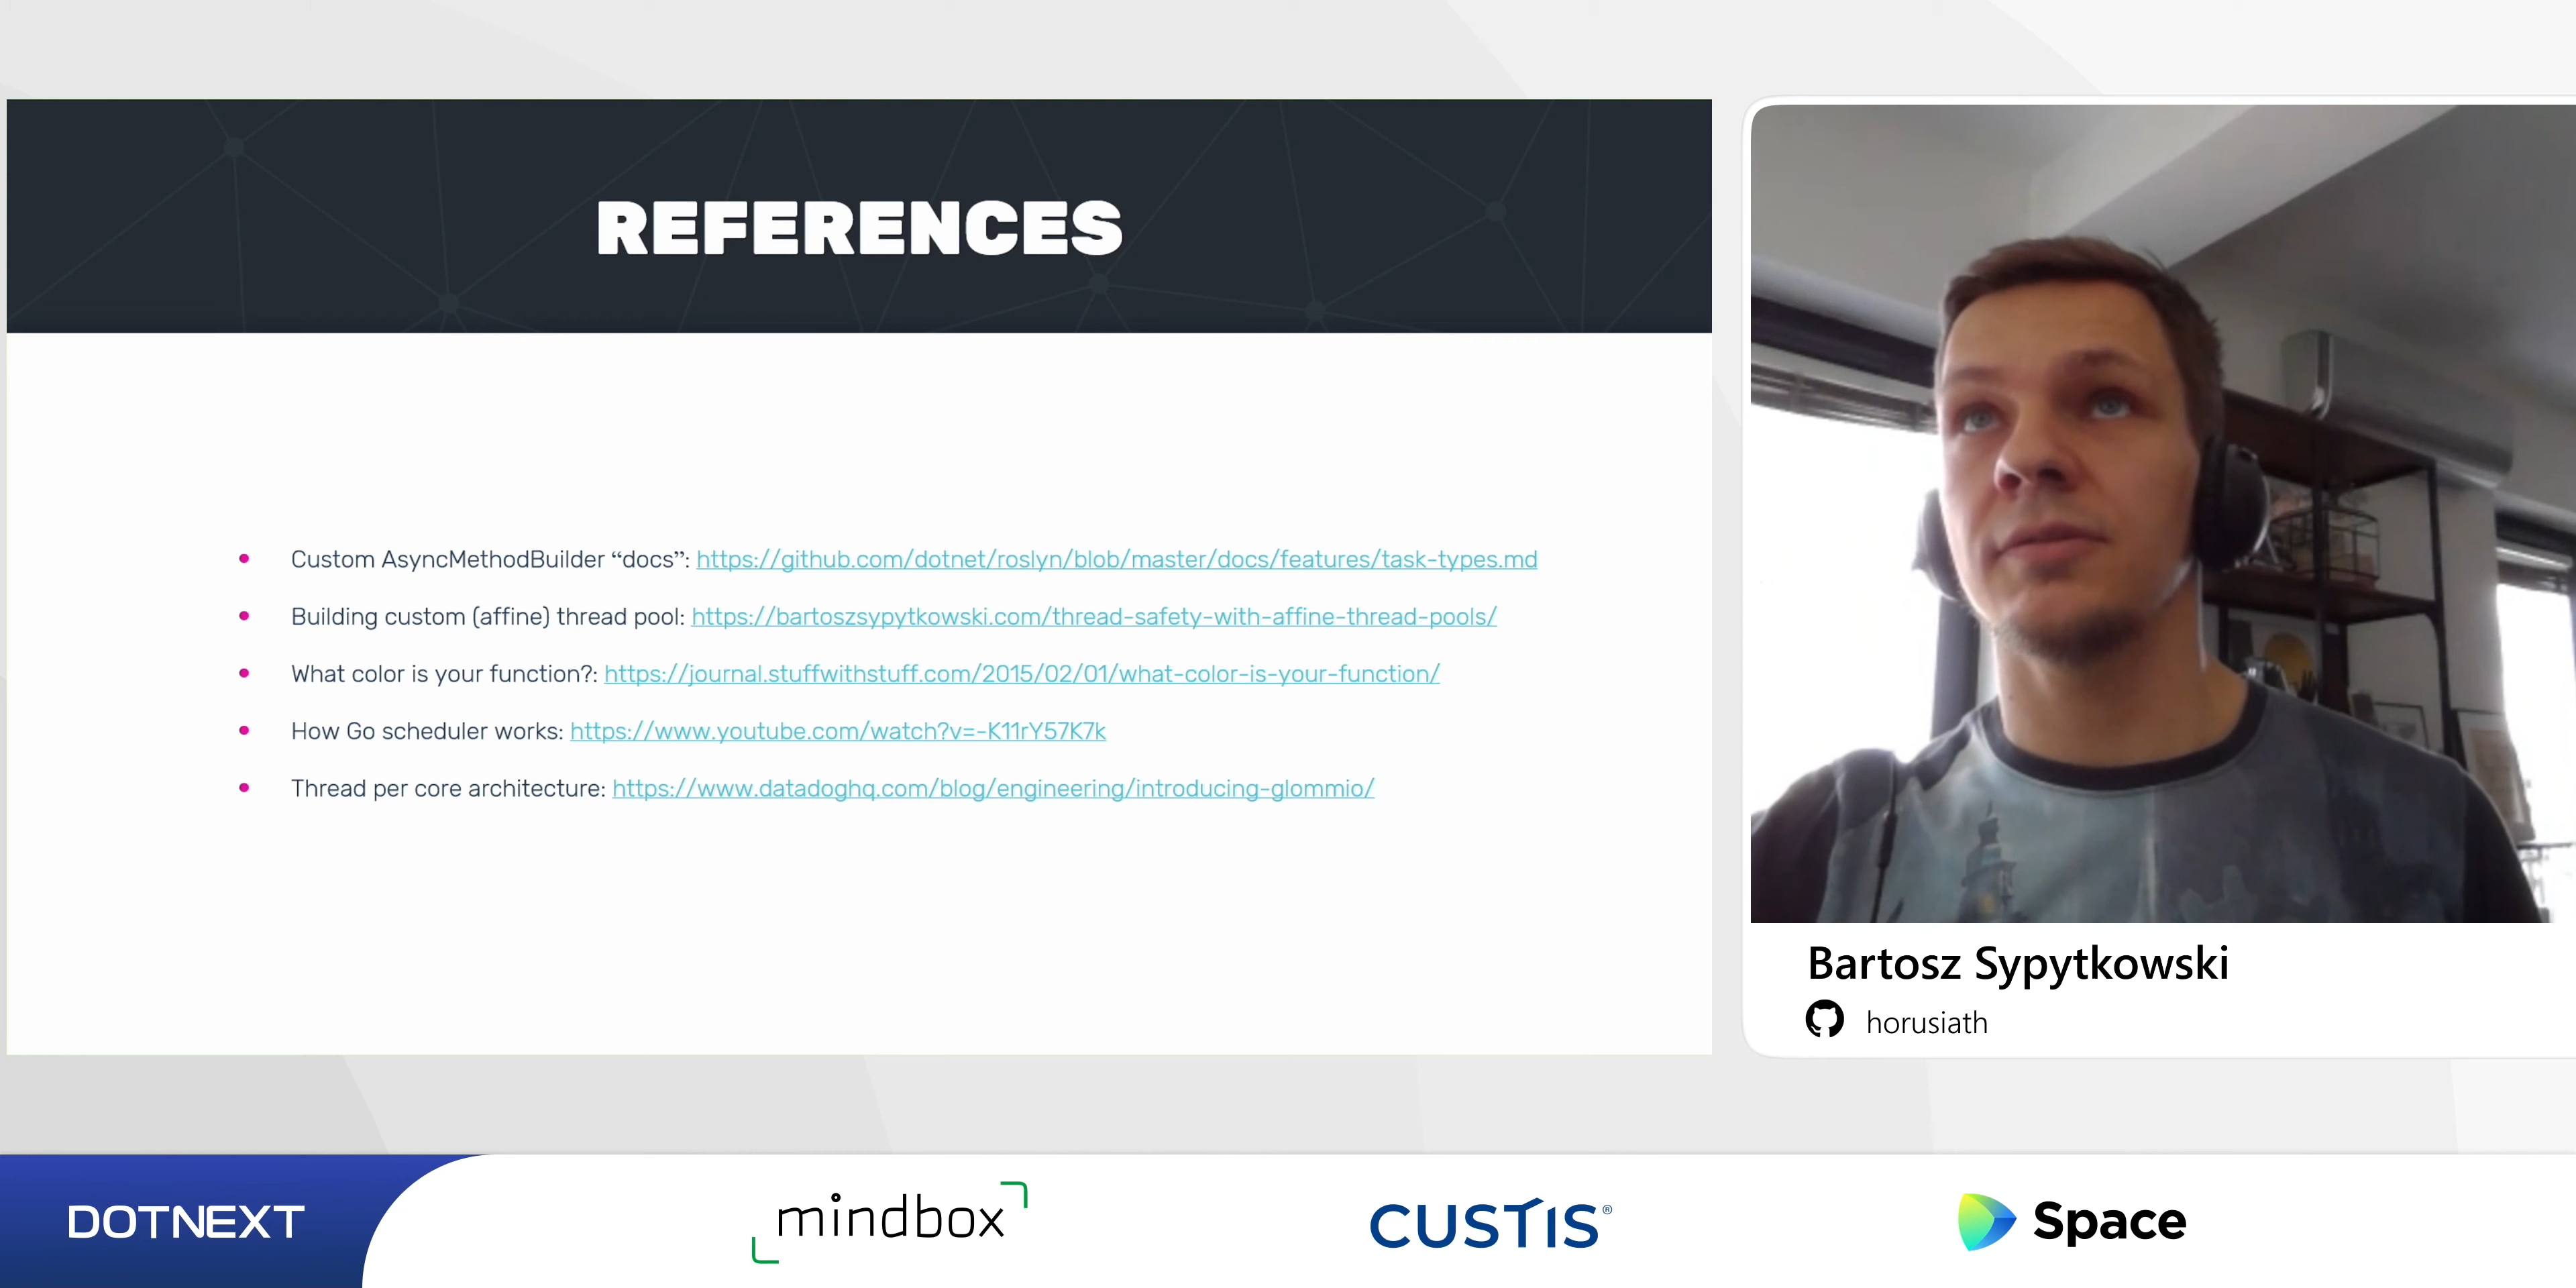 REFERENCES
Custom AsyncMethodBuilder “docs”: https://github.com/dotnet/roslyn/blob/master/docs/features/task-types.md
Building custom (affine) thread pool: https://bartoszsypytkowski.com/thread-safety-with-affine-thread-pools/
What color is your function?: https://journal.stuffwithstuff.com/2015/02/01/what-color-is-your-function/
How Go scheduler works: https://www.youtube.com/watch?v=-K11rY57K7k
Thread per core architecture: https://www.datadoghq.com/blog/engineering/introducing-glommio/
Bartosz Sypytkowski
horusiath
DOTNEXT
mindbox
CUSTIS®
Space